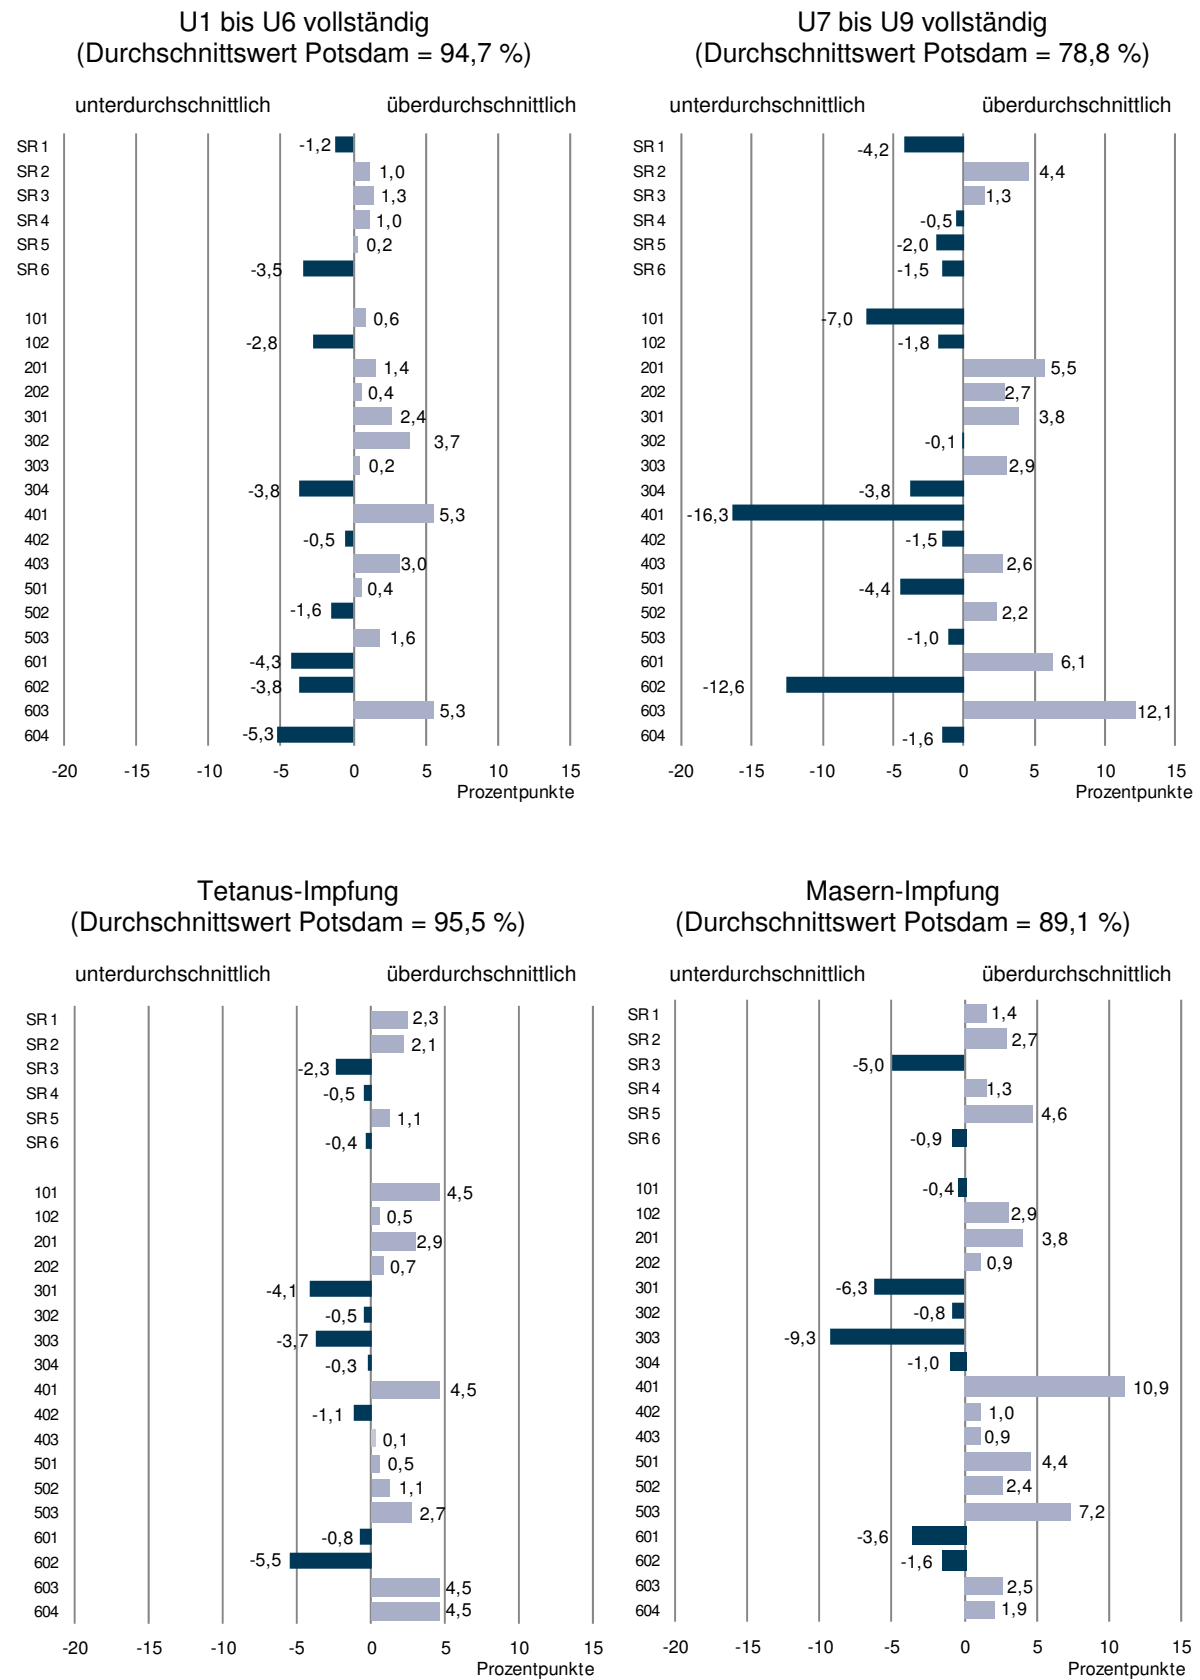 U1 bis U6 vollständig
(Durchschnittswert Potsdam = 94,7 %)
unterdurchschnittlich überdurchschnittlich
SR 1 -1,2
SR 2 1,0
SR 3 1,3
SR 4 1,0
SR 5 0,2
SR 6 -3,5
101 0,6
102 -2,8
201 1,4
202 0,4
301 2,4
302 3,7
303 0,2
304 -3,8
401 5,3
402 -0,5
403 3,0
501 0,4
502 -1,6
503 1,6
601 -4,3
602 -3,8
603 5,3
604 -5,3
-20 -15 -10 -5 0 5 10 15
Prozentpunkte
U7 bis U9 vollständig
(Durchschnittswert Potsdam = 78,8 %)
unterdurchschnittlich überdurchschnittlich
SR 1 -4,2
SR 2 4,4
SR 3 1,3
SR 4 -0,5
SR 5 -2,0
SR 6 -1,5
101 -7,0
102 -1,8
201 5,5
202 2,7
301 3,8
302 -0,1
303 2,9
304 -3,8
401 -16,3
402 -1,5
403 2,6
501 -4,4
502 2,2
503 -1,0
601 6,1
602 -12,6
603 12,1
604 -1,6
-20 -15 -10 -5 0 5 10 15
Prozentpunkte
Tetanus-Impfung
(Durchschnittswert Potsdam = 95,5 %)
unterdurchschnittlich überdurchschnittlich
SR 1 2,3
SR 2 2,1
SR 3 -2,3
SR 4 -0,5
SR 5 1,1
SR 6 -0,4
101 4,5
102 0,5
201 2,9
202 0,7
301 -4,1
302 -0,5
303 -3,7
304 -0,3
401 4,5
402 -1,1
403 0,1
501 0,5
502 1,1
503 2,7
601 -0,8
602 -5,5
603 4,5
604 4,5
-20 -15 -10 -5 0 5 10 15
Prozentpunkte
Masern-Impfung
(Durchschnittswert Potsdam = 89,1 %)
unterdurchschnittlich überdurchschnittlich
SR 1 1,4
SR 2 2,7
SR 3 -5,0
SR 4 1,3
SR 5 4,6
SR 6 -0,9
101 -0,4
102 2,9
201 3,8
202 0,9
301 -6,3
302 -0,8
303 -9,3
304 -1,0
401 10,9
402 1,0
403 0,9
501 4,4
502 2,4
503 7,2
601 -3,6
602 -1,6
603 2,5
604 1,9
-20 -15 -10 -5 0 5 10 15
Prozentpunkte